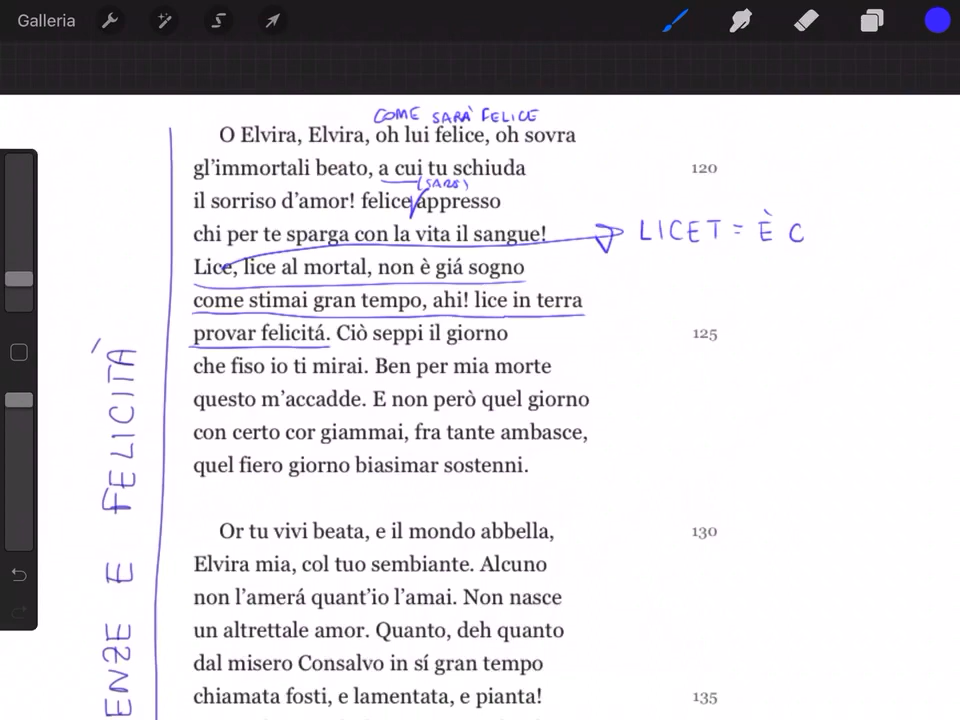 Galleria
COME SARÀ FELICE
O Elvira, Elvira, oh lui felice, oh sovra
gl'immortali beato, a cui tu schiuda
120
(SARÀ)
il sorriso d'amor! felice appresso
chi per te sparga con la vita il sangue!
LICET = È C
Lice, lice al mortal, non è giá sogno
come stimai gran tempo, ahi! lice in terra
provar felicitá. Ciò seppi il giorno
125
che fiso io ti mirai. Ben per mia morte
questo m'accadde. E non però quel giorno
con certo cor giammai, fra tante ambasce,
quel fiero giorno biasimar sostenni.
Or tu vivi beata, e il mondo abbella,
130
Elvira mia, col tuo sembiante. Alcuno
non l'amerá quant'io l'amai. Non nasce
un altrettale amor. Quanto, deh quanto
dal misero Consalvo in sí gran tempo
chiamata fosti, e lamentata, e pianta!
135
ENZE E FELICITÀ